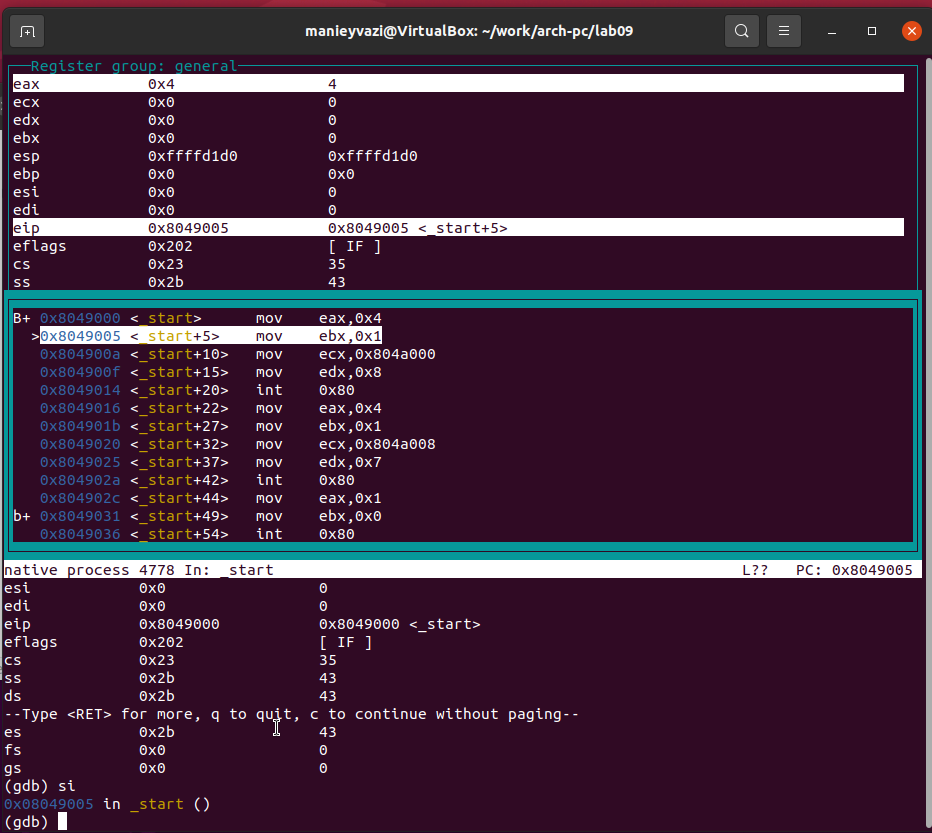 manieyvazi@VirtualBox: ~/work/arch-pc/lab09
Register group: general
eax 0x4 4
ecx 0x0 0
edx 0x0 0
ebx 0x0 0
esp 0xffffd1d0 0xffffd1d0
ebp 0x0 0x0
esi 0x0 0
edi 0x0 0
eip 0x8049005 0x8049005 <_start+5>
eflags 0x202 [ IF ]
cs 0x23 35
ss 0x2b 43
B+ 0x8049000 <_start> mov eax,0x4
>0x8049005 <_start+5> mov ebx,0x1
0x804900a <_start+10> mov ecx,0x804a000
0x804900f <_start+15> mov edx,0x8
0x8049014 <_start+20> int 0x80
0x8049016 <_start+22> mov eax,0x4
0x804901b <_start+27> mov ebx,0x1
0x8049020 <_start+32> mov ecx,0x804a008
0x8049025 <_start+37> mov edx,0x7
0x804902a <_start+42> int 0x80
0x804902c <_start+44> mov eax,0x1
b+ 0x8049031 <_start+49> mov ebx,0x0
0x8049036 <_start+54> int 0x80
native process 4778 In: _start L?? PC: 0x8049005
esi 0x0 0
edi 0x0 0
eip 0x8049000 0x8049000 <_start>
eflags 0x202 [ IF ]
cs 0x23 35
ss 0x2b 43
ds 0x2b 43
--Type <RET> for more, q to quit, c to continue without paging--
es 0x2b 43
fs 0x0 0
gs 0x0 0
(gdb) si
0x08049005 in _start ()
(gdb)